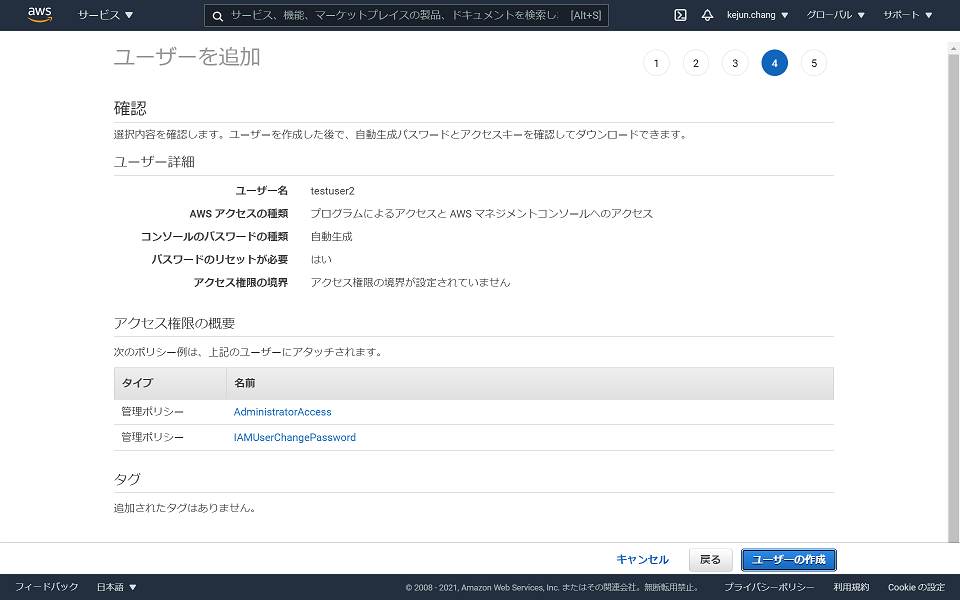 aws サービス ▼ サービス、機能、マーケットプレイスの製品、ドキュメントを検索し [Alt+S] kejun.chang ▼ グローバル ▼ サポート ▼
ユーザーを追加 1 2 3 4 5
確認
選択内容を確認します。ユーザーを作成した後で、自動生成パスワードとアクセスキーを確認してダウンロードできます。
ユーザー詳細
ユーザー名 testuser2
AWS アクセスの種類 プログラムによるアクセスと AWS マネジメントコンソールへのアクセス
コンソールのパスワードの種類 自動生成
パスワードのリセットが必要 はい
アクセス権限の境界 アクセス権限の境界が設定されていません
アクセス権限の概要
次のポリシー例は、上記のユーザーにアタッチされます。
タイプ 名前
管理ポリシー AdministratorAccess
管理ポリシー IAMUserChangePassword
タグ
追加されたタグはありません。
キャンセル 戻る ユーザーの作成
フィードバック 日本語 ▼ © 2008 - 2021, Amazon Web Services, Inc. またはその関連会社。無断転用禁止。 プライバシーポリシー 利用規約 Cookie の設定